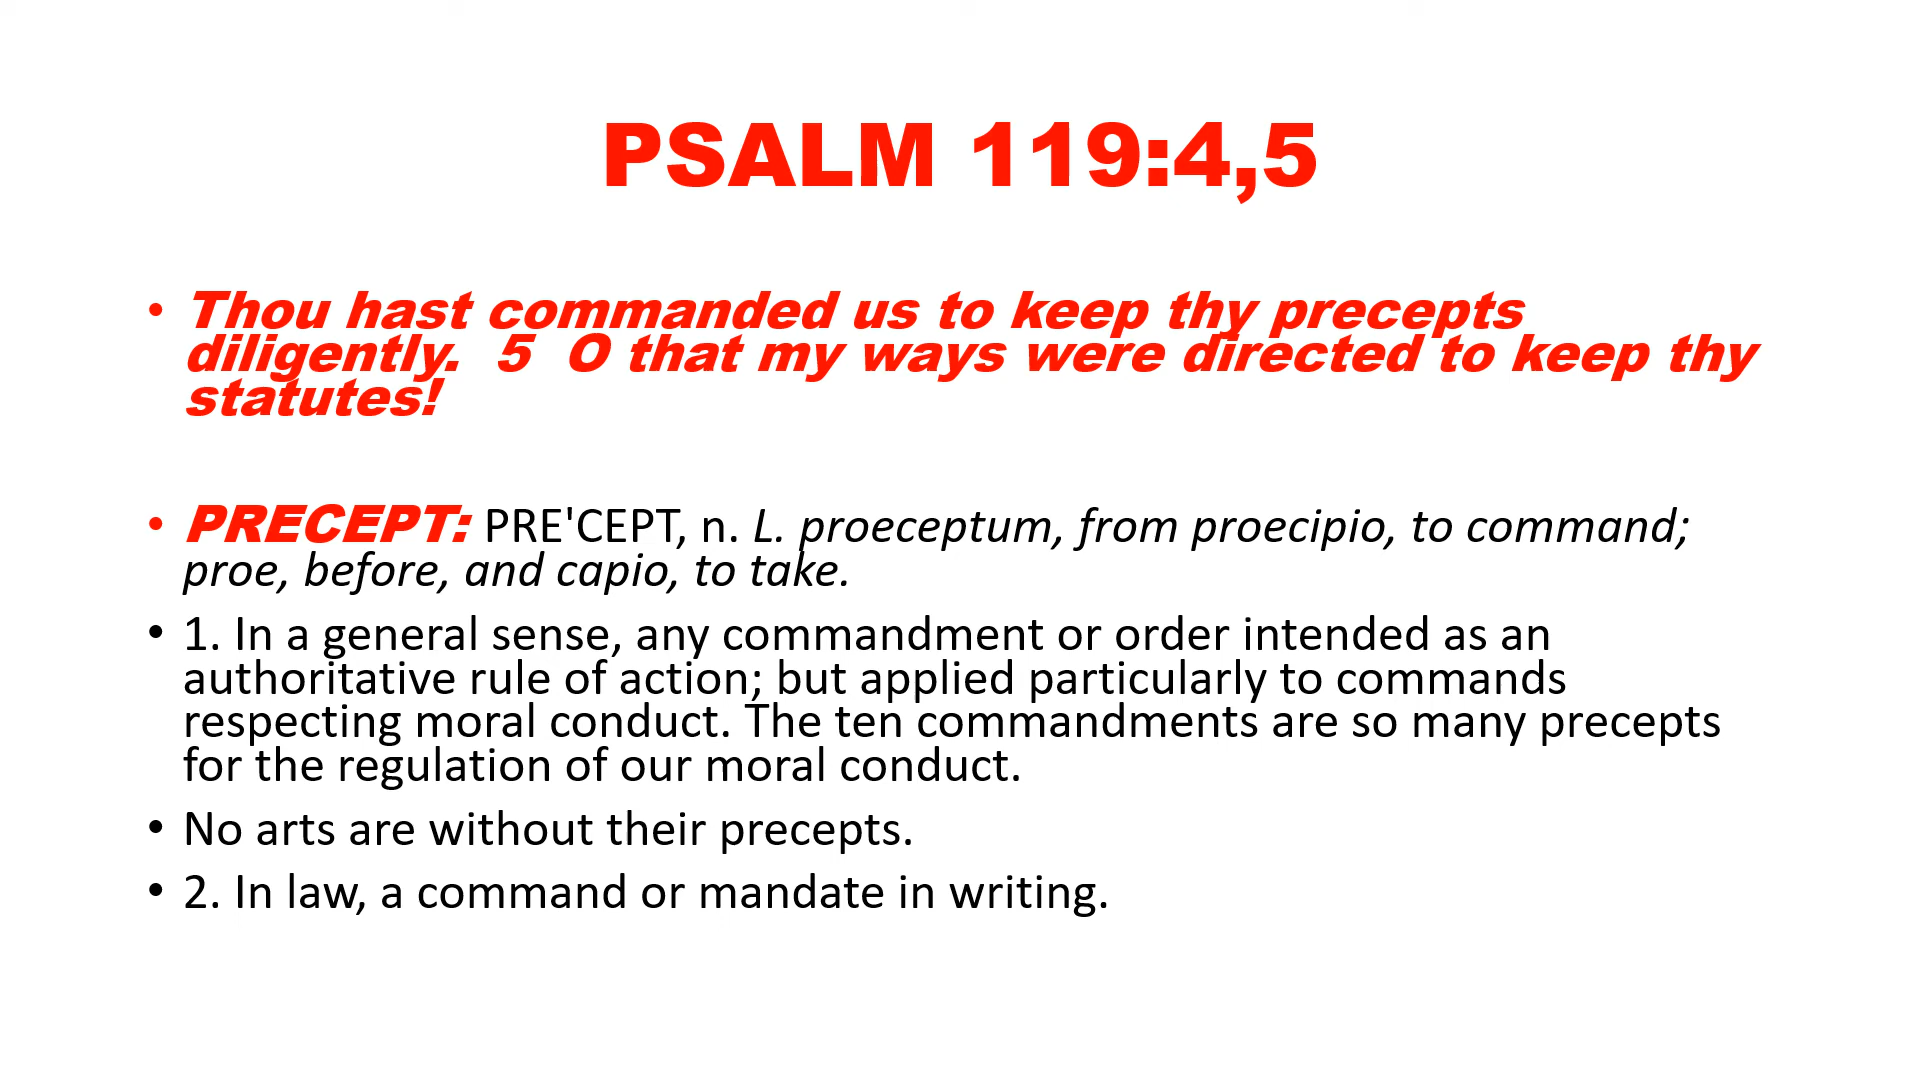 PSALM 119:4,5
• Thou hast commanded us to keep thy precepts
diligently.  5  O that my ways were directed to keep thy
statutes!
• PRECEPT: PRE'CEPT, n. L. proeceptum, from proecipio, to command;
proe, before, and capio, to take.
• 1. In a general sense, any commandment or order intended as an
authoritative rule of action; but applied particularly to commands
respecting moral conduct. The ten commandments are so many precepts
for the regulation of our moral conduct.
• No arts are without their precepts.
• 2. In law, a command or mandate in writing.